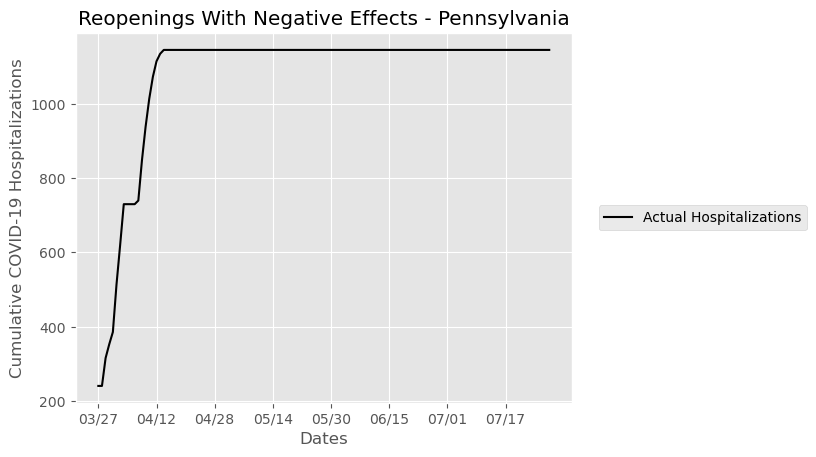 Reopenings With Negative Effects - Pennsylvania
Cumulative COVID-19 Hospitalizations
1000
800
600
400
200
03/27 04/12 04/28 05/14 05/30 06/15 07/01 07/17
Dates
Actual Hospitalizations